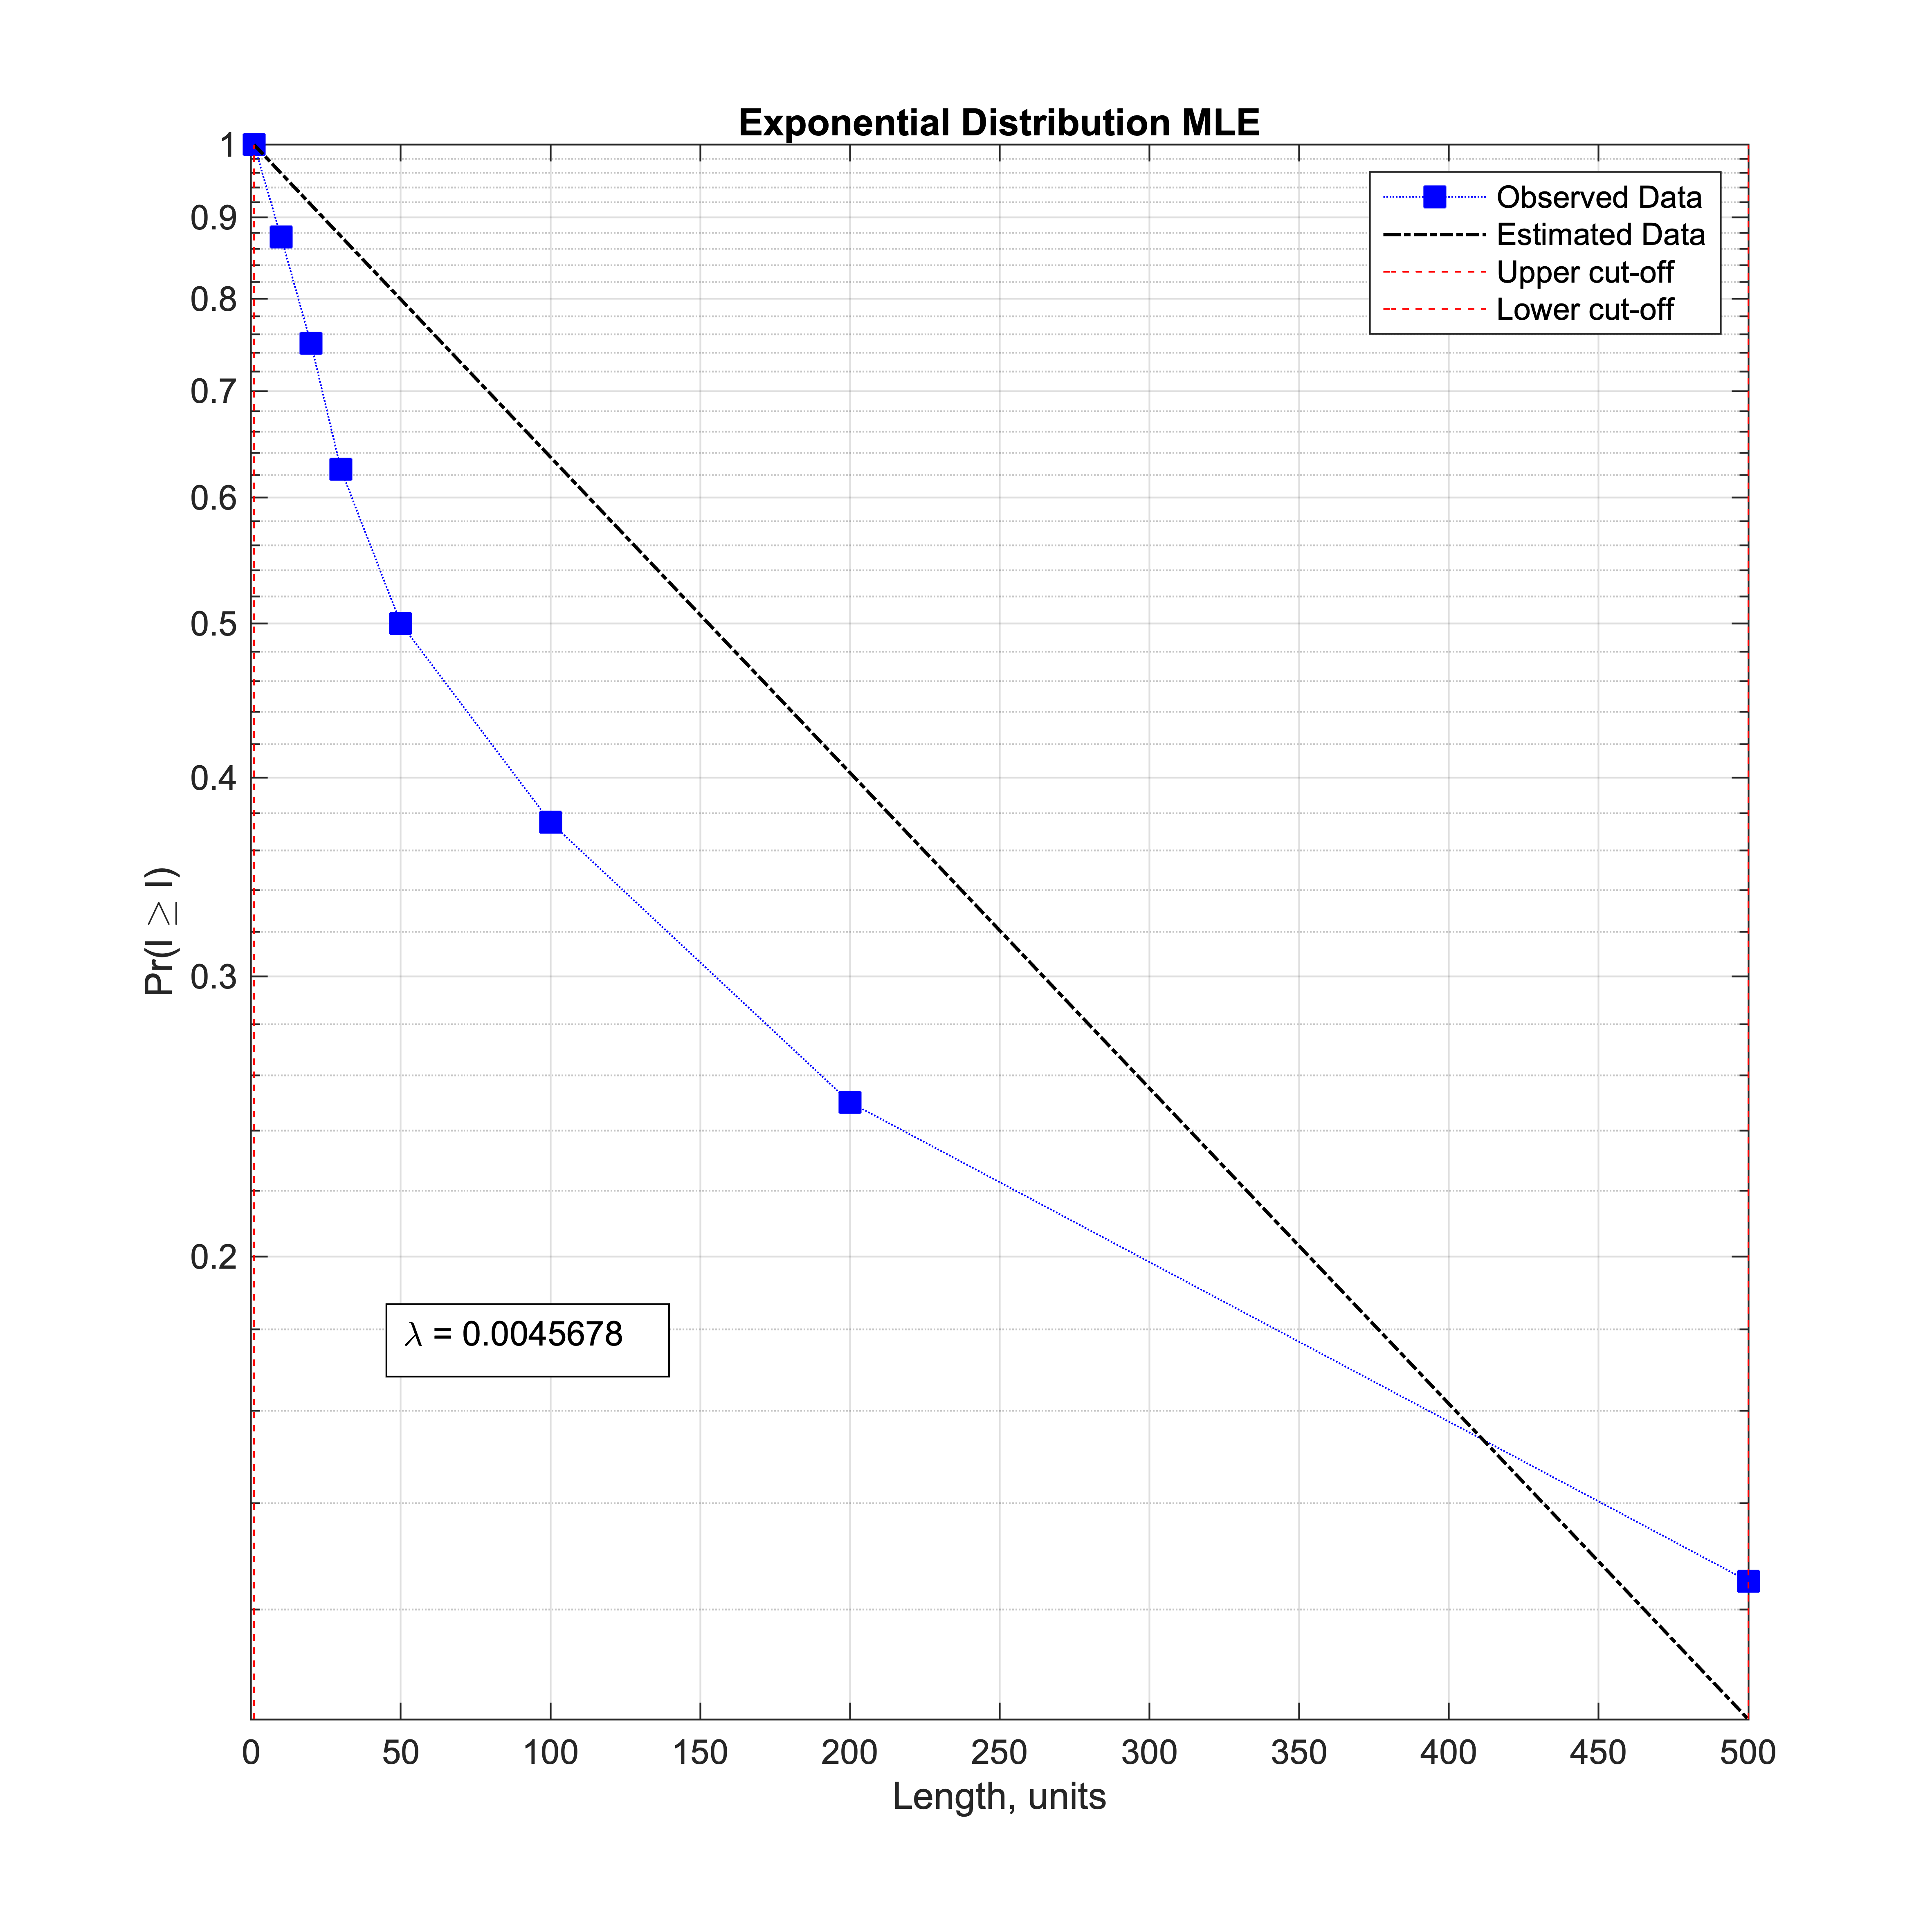 Exponential Distribution MLE
1
0.9
0.8
0.7
0.6
0.5
0.4
0.3
0.2
Pr(l ≥ l)
Observed Data
Estimated Data
Upper cut-off
Lower cut-off
λ = 0.0045678
0 50 100 150 200 250 300 350 400 450 500
Length, units